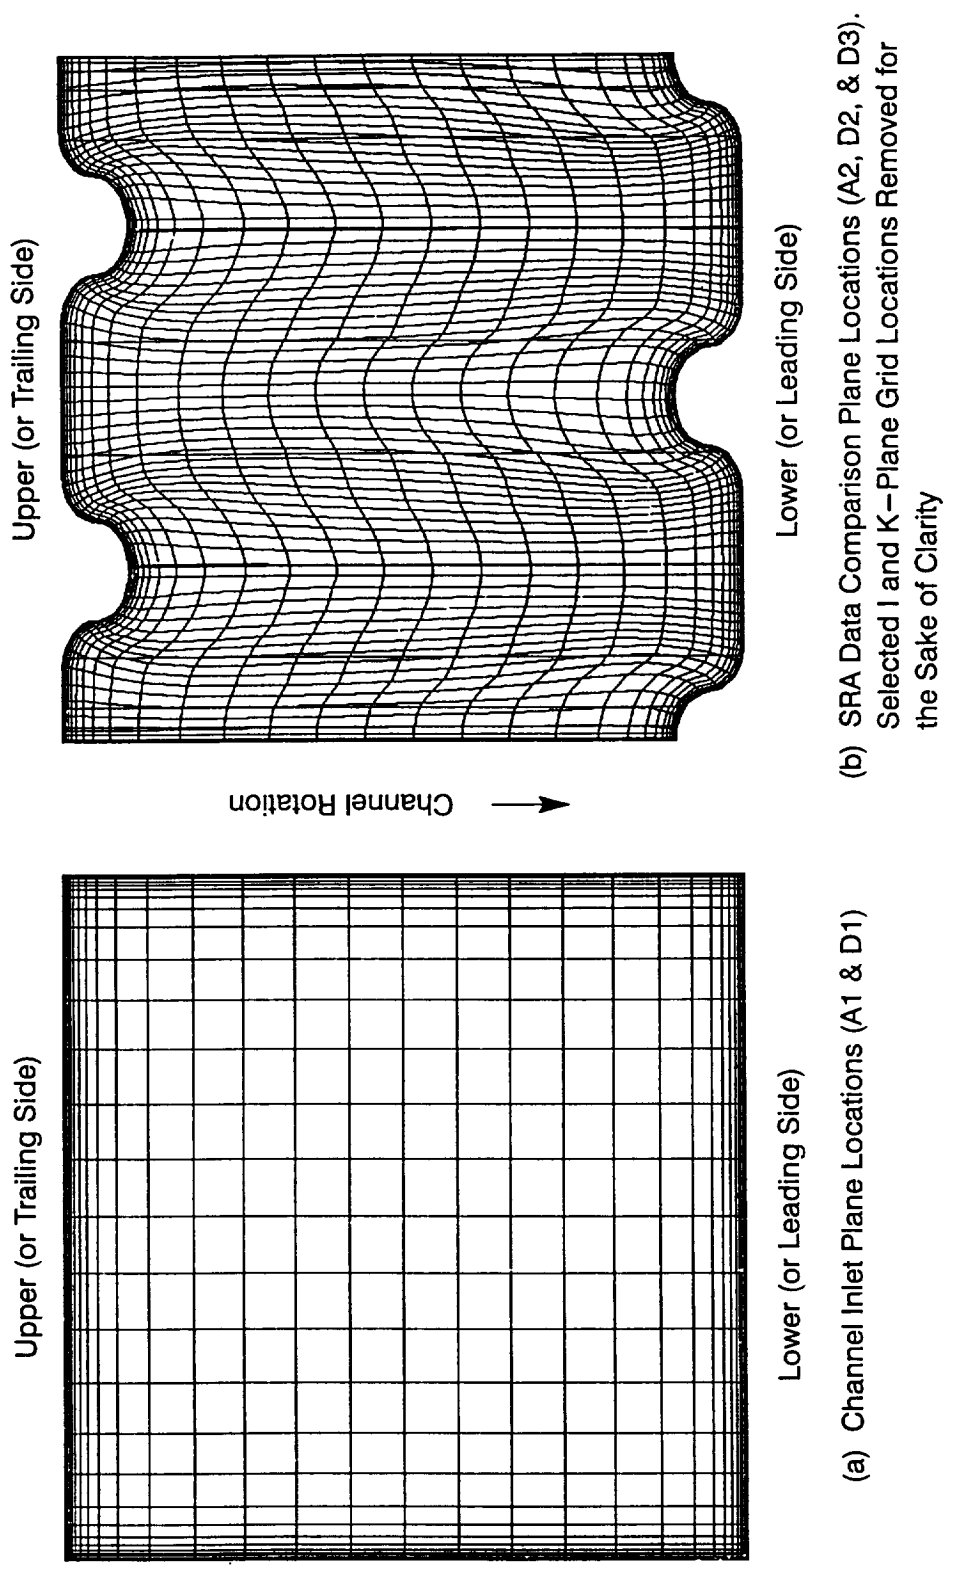 Upper (or Trailing Side)
Lower (or Leading Side)
(a) Channel Inlet Plane Locations (A1 & D1)
Channel Rotation
Upper (or Trailing Side)
Lower (or Leading Side)
(b) SRA Data Comparison Plane Locations (A2, D2, & D3).
Selected I and K–Plane Grid Locations Removed for
the Sake of Clarity